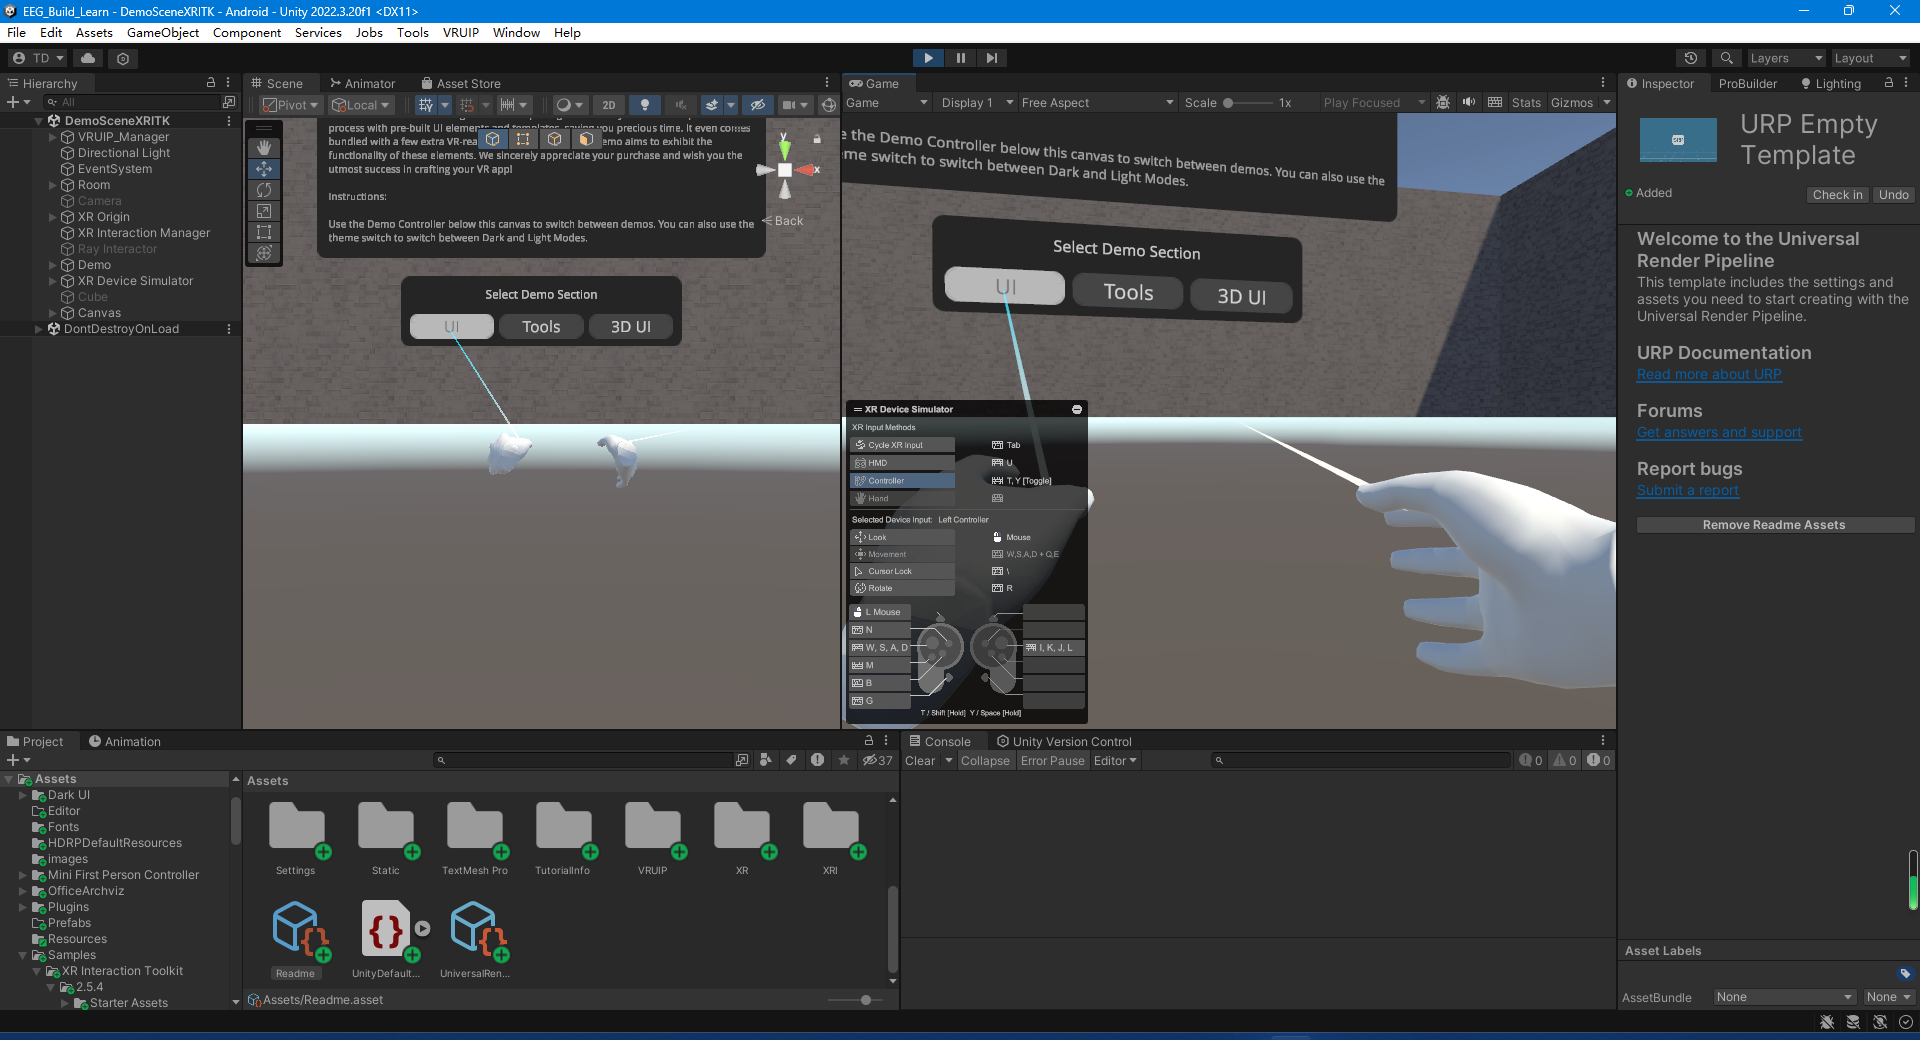 EEG_Build_Learn - DemoSceneXRITK - Android - Unity 2022.3.20f1 <DX11>
File Edit Assets GameObject Component Services Jobs Tools VRUIP Window Help
TD
Layers
Layout
Hierarchy
All
DemoSceneXRITK
VRUIP_Manager
Directional Light
EventSystem
Room
Camera
XR Origin
XR Interaction Manager
Ray Interactor
Demo
XR Device Simulator
Cube
Canvas
DontDestroyOnLoad
Scene
Animator
Asset Store
Pivot
Local
2D
process with pre-built UI elements and templates, saving you precious time. It even comes
bundled with a few extra VR-rea
emo aims to exhibit the
functionality of these elements. We sincerely appreciate your purchase and wish you the
utmost success in crafting your VR app!
Instructions:
Use the Demo Controller below this canvas to switch between demos. You can also use the
theme switch to switch between Dark and Light Modes.
y
x
Back
Select Demo Section
UI
Tools
3D UI
Game
Game
Display 1
Free Aspect
Scale
1x
Play Focused
Stats
Gizmos
e the Demo Controller below this canvas to switch between demos. You can also use the
eme switch to switch between Dark and Light Modes.
Select Demo Section
UI
Tools
3D UI
XR Device Simulator
XR Input Methods
Cycle XR Input
Tab
HMD
U
Controller
T, Y [Toggle]
Hand
Selected Device Input: Left Controller
Look
Mouse
Movement
W,S,A,D + Q,E
Cursor Lock
\
Rotate
R
L Mouse
N
W, S, A, D
I, K, J, L
M
B
G
T / Shift [Hold] Y / Space [Hold]
Inspector
ProBuilder
Lighting
URP Empty
Template
Added
Check in
Undo
Welcome to the Universal
Render Pipeline
This template includes the settings and
assets you need to start creating with the
Universal Render Pipeline.
URP Documentation
Read more about URP
Forums
Get answers and support
Report bugs
Submit a report
Remove Readme Assets
Project
Animation
37
Assets
Dark UI
Editor
Fonts
HDRPDefaultResources
images
Mini First Person Controller
OfficeArchviz
Plugins
Prefabs
Resources
Samples
XR Interaction Toolkit
2.5.4
Starter Assets
Assets
Settings
Static
TextMesh Pro
TutorialInfo
VRUIP
XR
XRI
Readme
UnityDefault...
UniversalRen...
Assets/Readme.asset
Console
Unity Version Control
Clear
Collapse
Error Pause
Editor
0
0
0
Asset Labels
AssetBundle
None
None